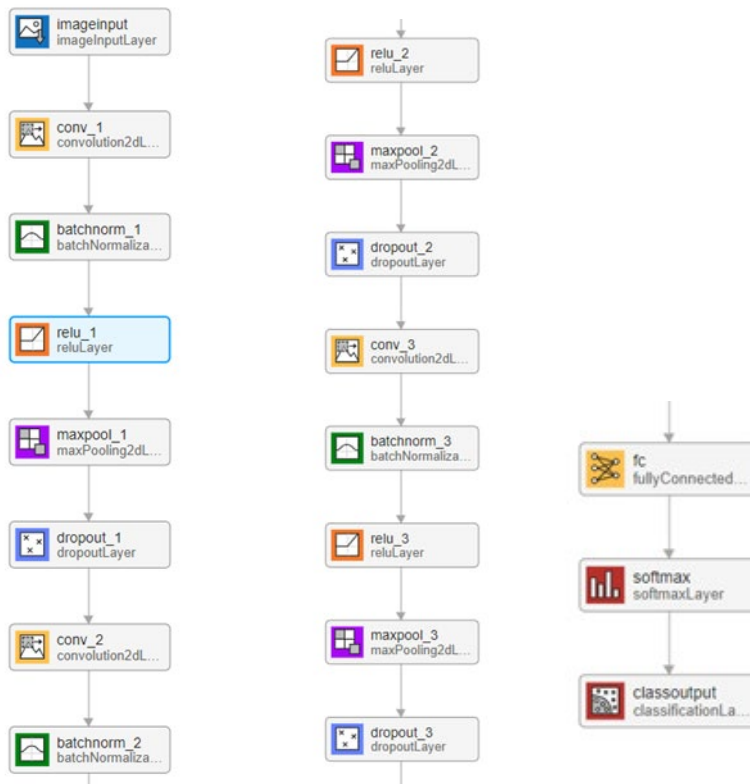 imageinput
imageInputLayer
conv_1
convolution2dL...
batchnorm_1
batchNormaliza...
relu_1
reluLayer
maxpool_1
maxPooling2dL...
dropout_1
dropoutLayer
conv_2
convolution2dL...
batchnorm_2
batchNormaliza...
relu_2
reluLayer
maxpool_2
maxPooling2dL...
dropout_2
dropoutLayer
conv_3
convolution2dL...
batchnorm_3
batchNormaliza...
relu_3
reluLayer
maxpool_3
maxPooling2dL...
dropout_3
dropoutLayer
fc
fullyConnected...
softmax
softmaxLayer
classoutput
classificationLa...